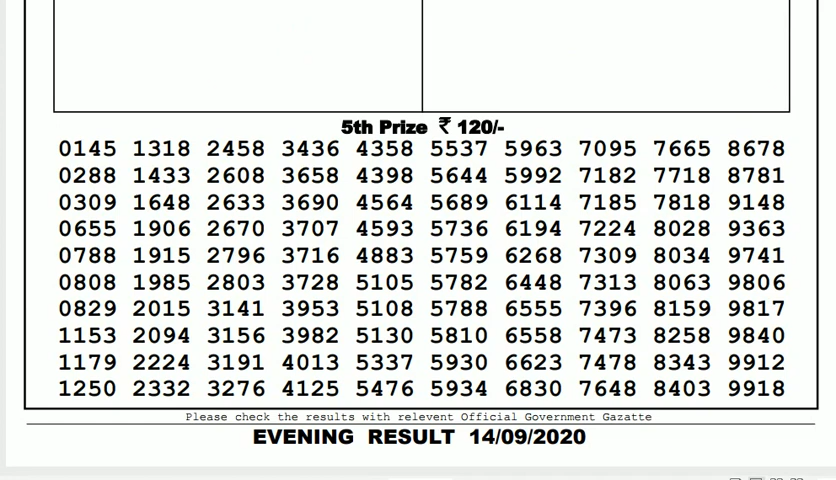 5th Prize ₹ 120/-
0145 1318 2458 3436 4358 5537 5963 7095 7665 8678
0288 1433 2608 3658 4398 5644 5992 7182 7718 8781
0309 1648 2633 3690 4564 5689 6114 7185 7818 9148
0655 1906 2670 3707 4593 5736 6194 7224 8028 9363
0788 1915 2796 3716 4883 5759 6268 7309 8034 9741
0808 1985 2803 3728 5105 5782 6448 7313 8063 9806
0829 2015 3141 3953 5108 5788 6555 7396 8159 9817
1153 2094 3156 3982 5130 5810 6558 7473 8258 9840
1179 2224 3191 4013 5337 5930 6623 7478 8343 9912
1250 2332 3276 4125 5476 5934 6830 7648 8403 9918
Please check the results with relevent Official Government Gazatte
EVENING RESULT 14/09/2020